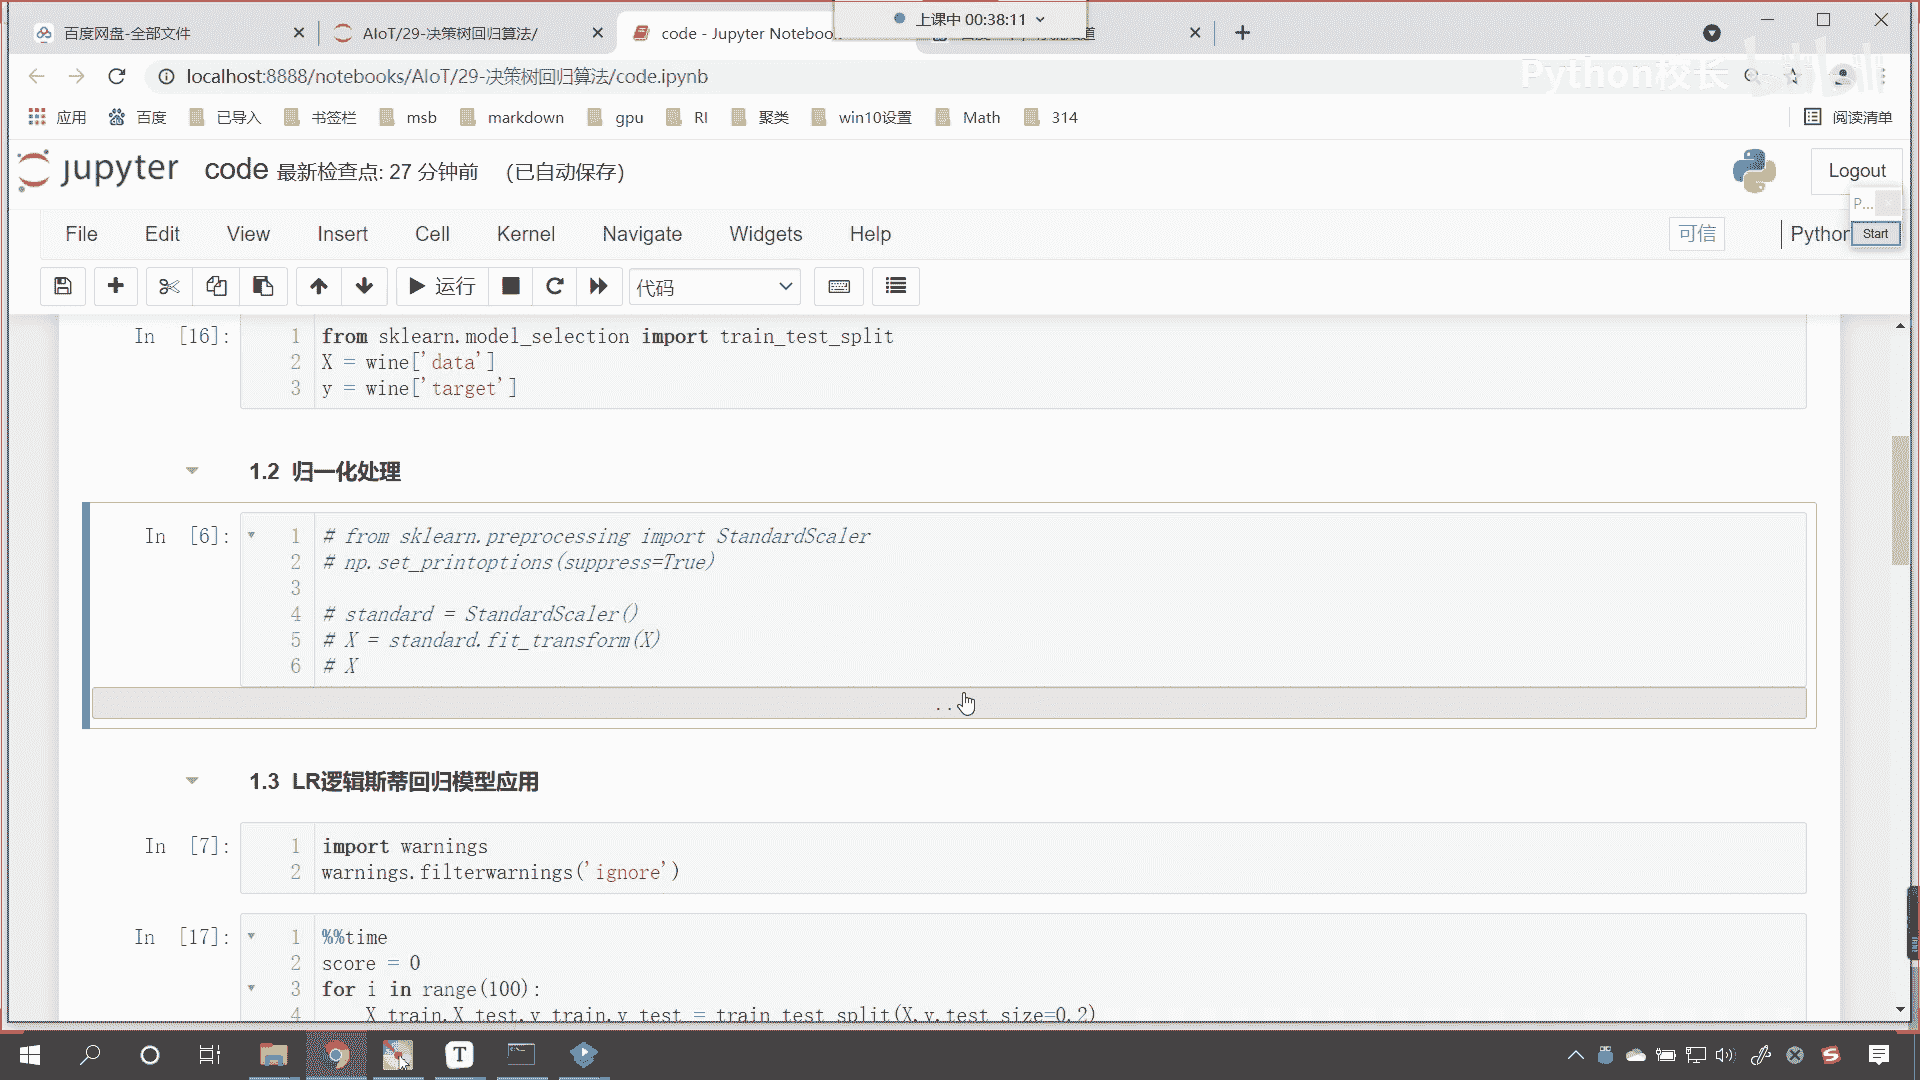 上课中 00:38:11
百度网盘-全部文件
AIoT/29-决策树回归算法/
code - Jupyter Noteboo
localhost:8888/notebooks/AIoT/29-决策树回归算法/code.ipynb
Python校长 bilibili
应用 百度 已导入 书签栏 msb markdown gpu RI 聚类 win10设置 Math 314 阅读清单
jupyter code 最新检查点: 27 分钟前 (已自动保存)
Logout
P...
File Edit View Insert Cell Kernel Navigate Widgets Help 可信 Python
Start
运行 代码
In [16]:
1 from sklearn.model_selection import train_test_split
2 X = wine['data']
3 y = wine['target']
1.2 归一化处理
In [6]:
1 # from sklearn.preprocessing import StandardScaler
2 # np.set_printoptions(suppress=True)
3
4 # standard = StandardScaler()
5 # X = standard.fit_transform(X)
6 # X
..
1.3 LR逻辑斯蒂回归模型应用
In [7]:
1 import warnings
2 warnings.filterwarnings('ignore')
In [17]:
1 %%time
2 score = 0
3 for i in range(100):
4 X_train,X_test,y_train,y_test = train_test_split(X,y,test_size=0.2)